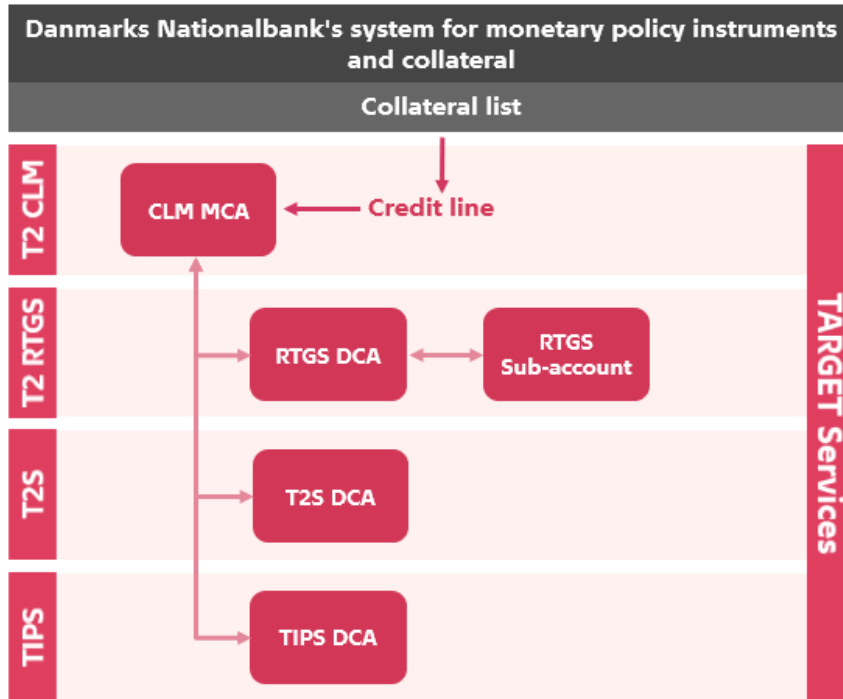 Danmarks Nationalbank's system for monetary policy instruments
and collateral
Collateral list
T2 CLM
CLM MCA
Credit line
T2 RTGS
RTGS DCA
RTGS
Sub-account
T2S
T2S DCA
TIPS
TIPS DCA
TARGET Services